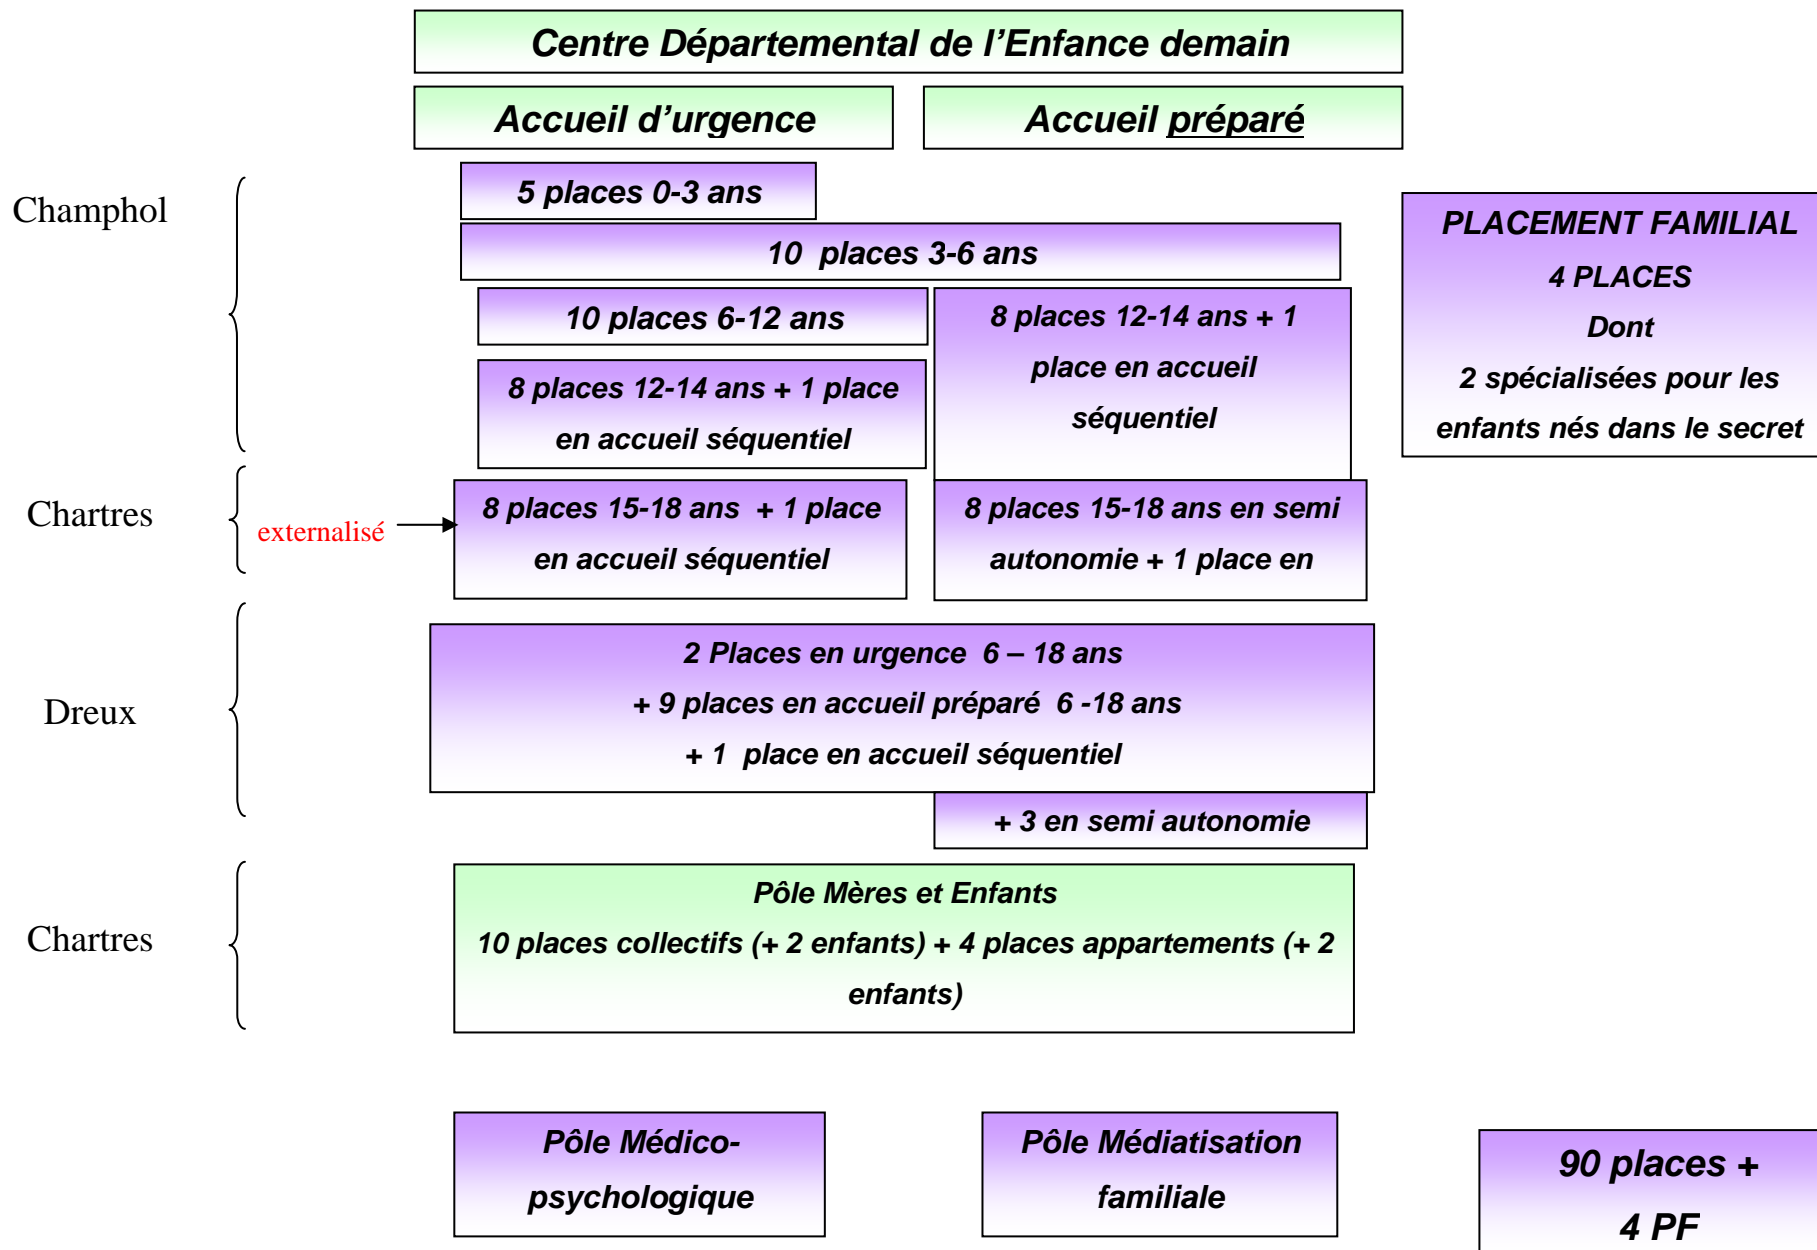 Centre Départemental de l’Enfance demain
Accueil d’urgence
Accueil préparé
Champhol
5 places 0-3 ans
10 places 3-6 ans
10 places 6-12 ans
8 places 12-14 ans + 1 place
en accueil séquentiel
8 places 12-14 ans + 1
place en accueil
séquentiel
PLACEMENT FAMILIAL
4 PLACES
Dont
2 spécialisées pour les
enfants nés dans le secret
Chartres
externalisé
8 places 15-18 ans + 1 place
en accueil séquentiel
8 places 15-18 ans en semi
autonomie + 1 place en
Dreux
2 Places en urgence 6 – 18 ans
+ 9 places en accueil préparé 6 -18 ans
+ 1 place en accueil séquentiel
+ 3 en semi autonomie
Chartres
Pôle Mères et Enfants
10 places collectifs (+ 2 enfants) + 4 places appartements (+ 2
enfants)
Pôle Médico-
psychologique
Pôle Médiatisation
familiale
90 places +
4 PF